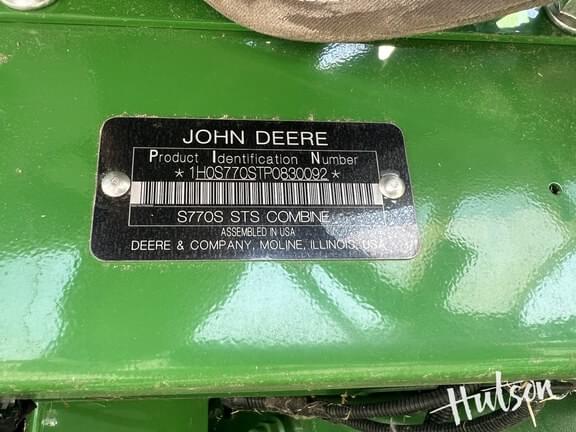 JOHN DEERE
Product Identification Number
* 1H0S770STP0830092 *
S770S STS COMBINE
ASSEMBLED IN USA
DEERE & COMPANY, MOLINE, ILLINOIS, USA
Hutson